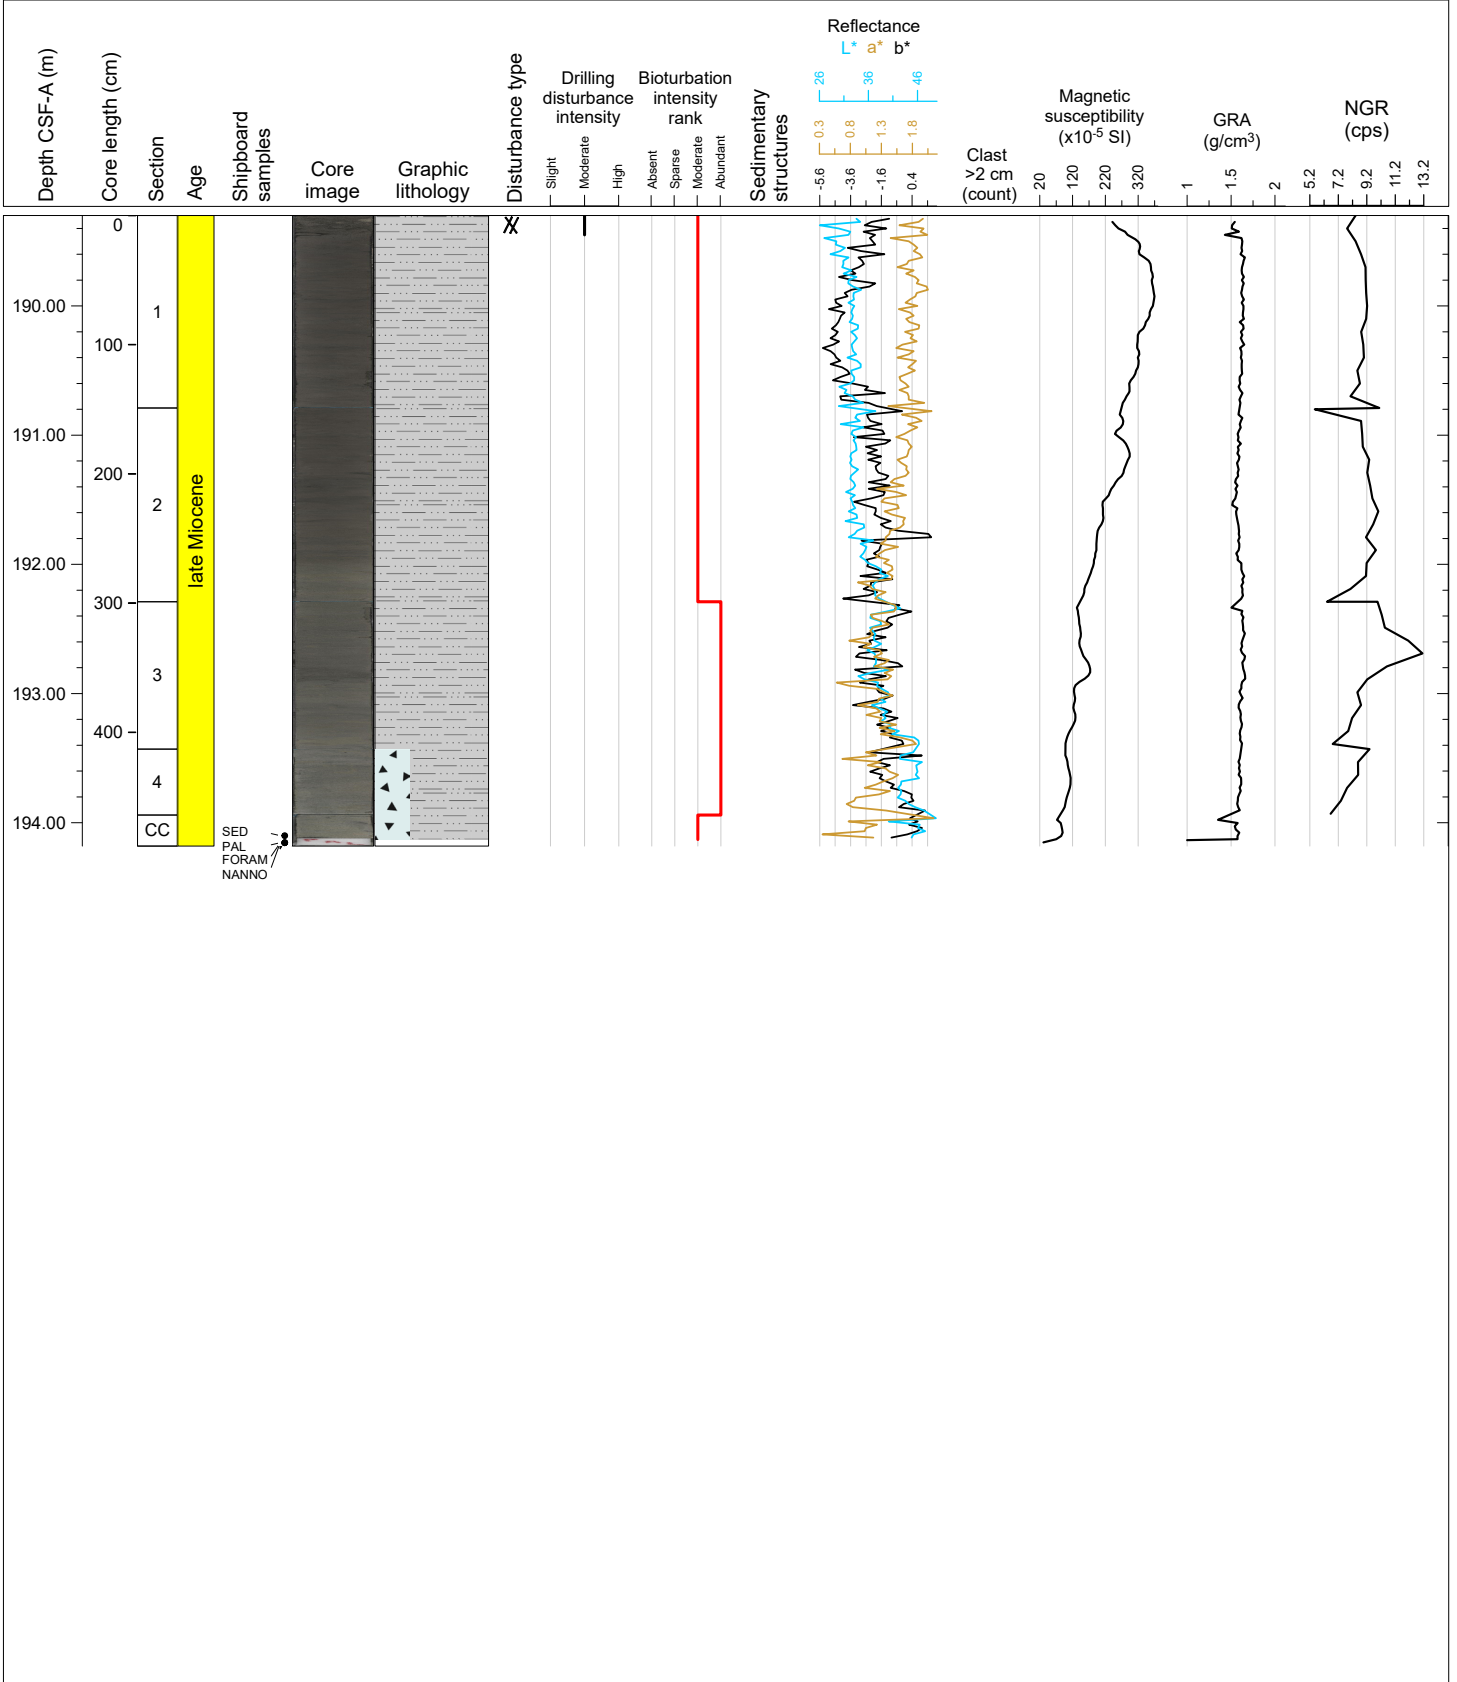 Depth CSF-A (m)
Core length (cm)
Section
Age
Shipboard
samples
Core
image
Graphic
lithology
Disturbance type
Drilling
disturbance
intensity
Slight
Moderate
High
Bioturbation
intensity
rank
Absent
Sparse
Moderate
Abundant
Sedimentary
structures
Reflectance
L* a* b*
26 36 46
0.3 0.8 1.3 1.8
-5.6 -3.6 -1.6 0.4
Clast
>2 cm
(count)
Magnetic
susceptibility
(x10-5 SI)
20 120 220 320
GRA
(g/cm3)
1 1.5 2
NGR
(cps)
5.2 7.2 9.2 11.2 13.2
0
190.00
1
100
191.00
200
2
late Miocene
192.00
300
3
193.00
400
4
194.00
CC
SED
PAL
FORAM
NANNO